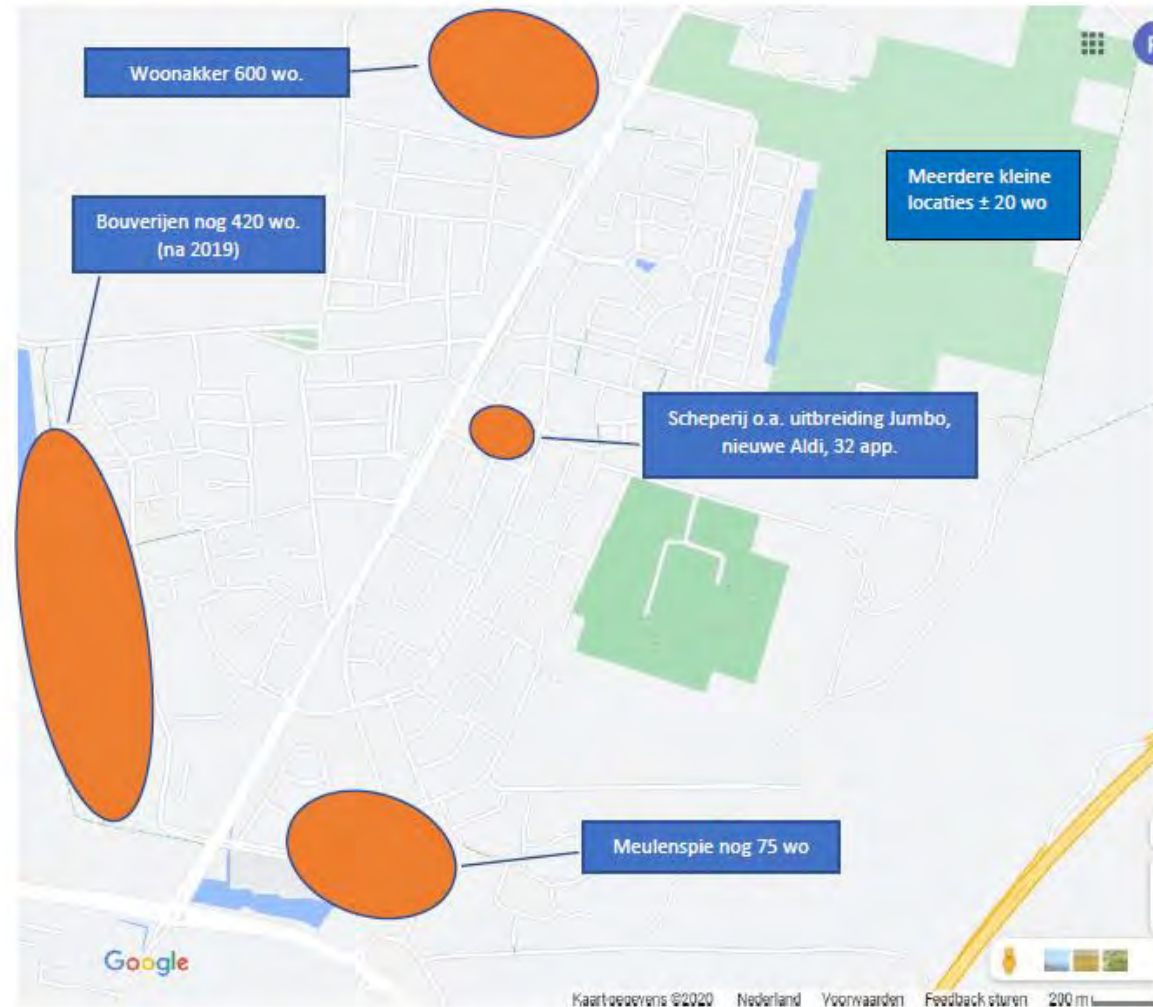 Woonakker 600 wo.
Meerdere kleine
locaties ± 20 wo
Bouverijen nog 420 wo.
(na 2019)
Scheperij o.a. uitbreiding Jumbo,
nieuwe Aldi, 32 app.
Meulenspie nog 75 wo
Google
Kaartgegevens ©2020 Nederland Voorwaarden Feedback sturen 200 m